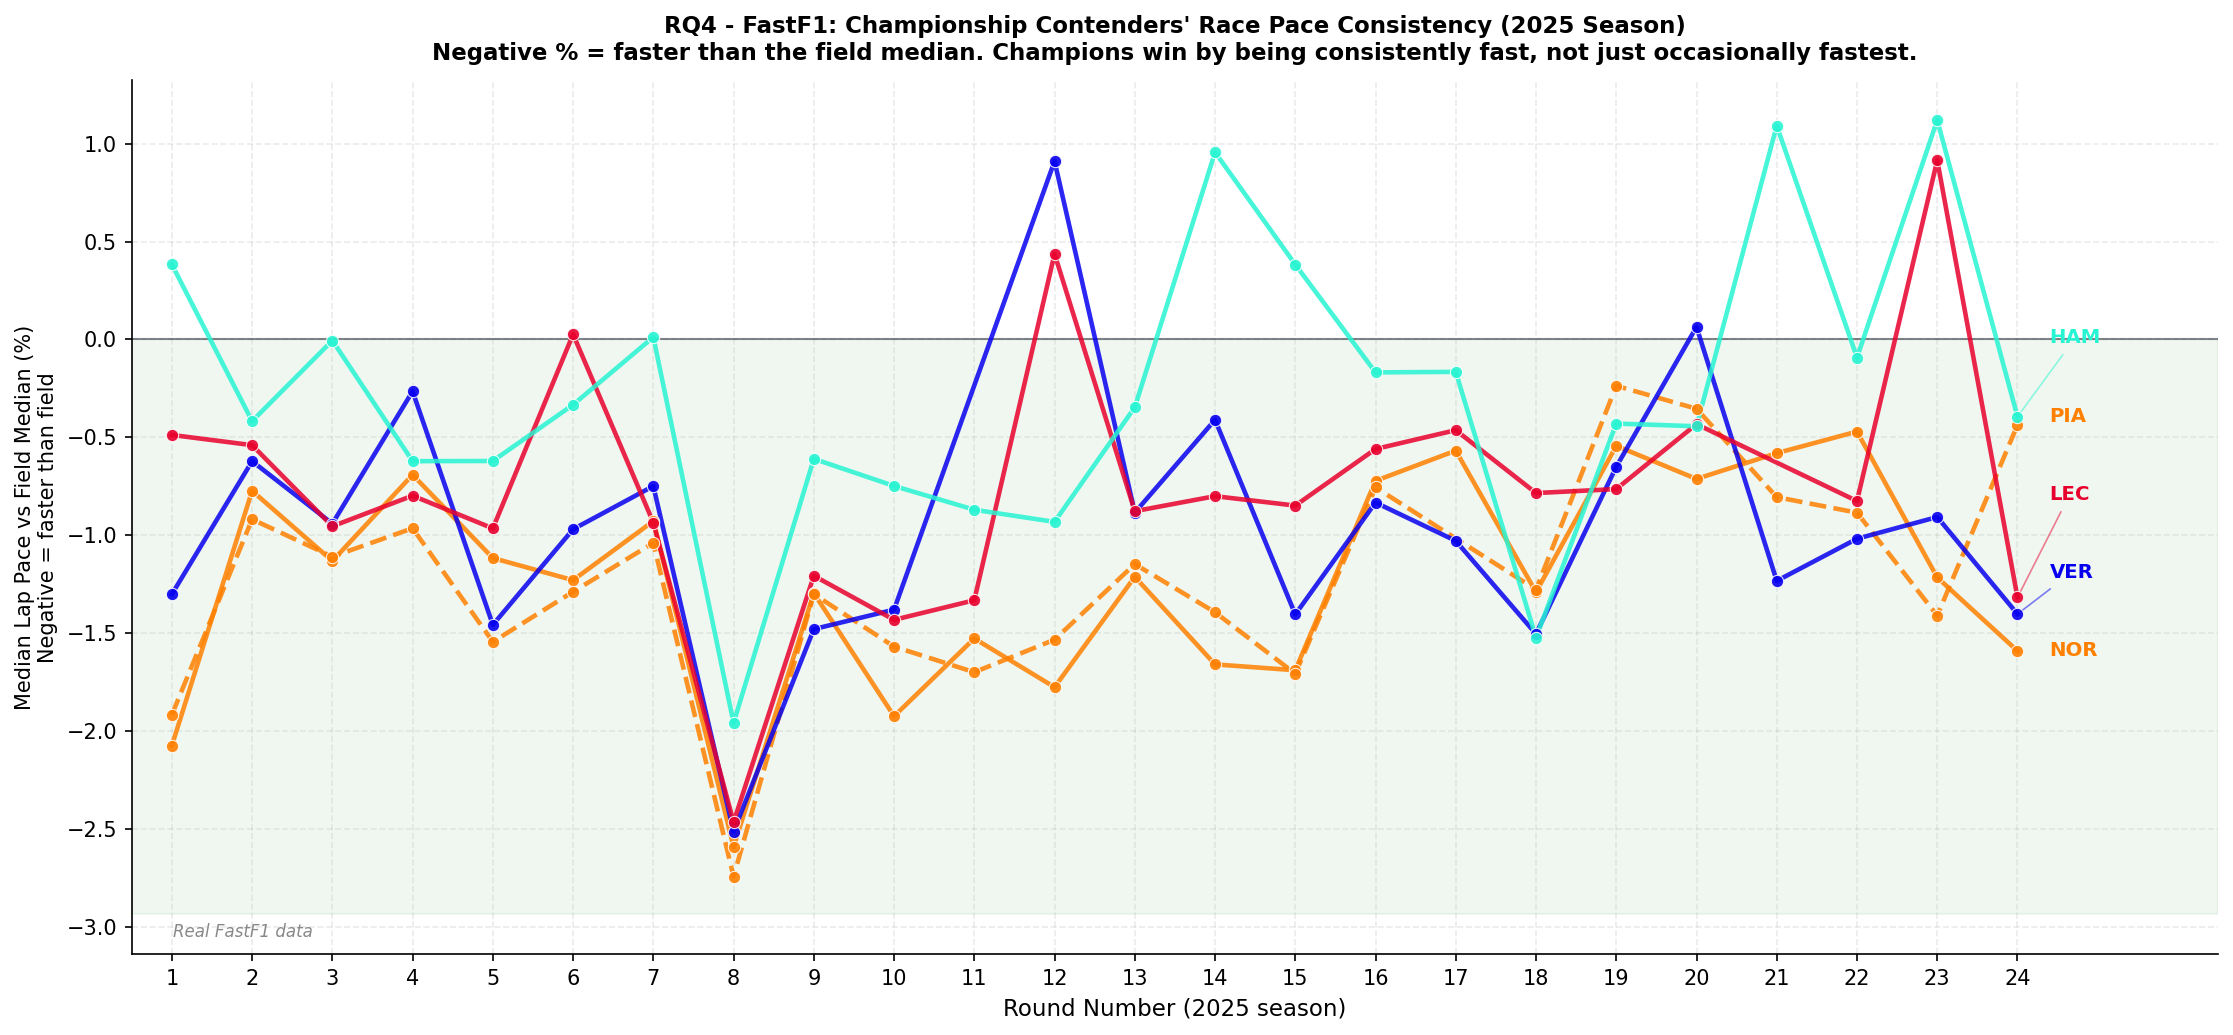 RQ4 - FastF1: Championship Contenders' Race Pace Consistency (2025 Season)
Negative % = faster than the field median. Champions win by being consistently fast, not just occasionally fastest.
Median Lap Pace vs Field Median (%)
Negative = faster than field
1.0
0.5
0.0
−0.5
−1.0
−1.5
−2.0
−2.5
−3.0
HAM
PIA
LEC
VER
NOR
Real FastF1 data
1 2 3 4 5 6 7 8 9 10 11 12 13 14 15 16 17 18 19 20 21 22 23 24
Round Number (2025 season)